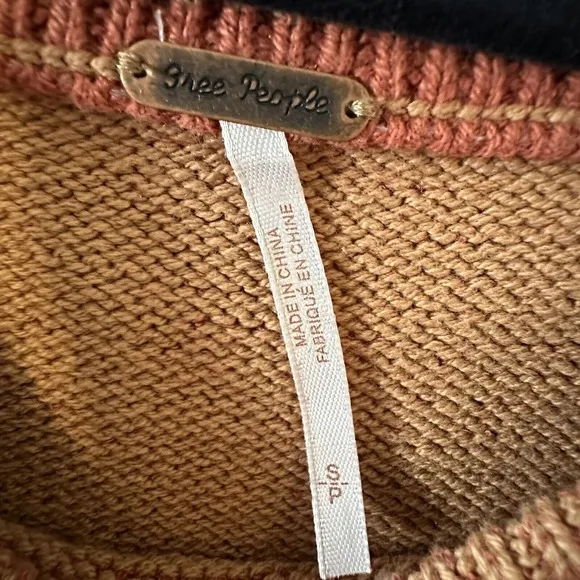 Free People
MADE IN CHINA
FABRIQUÉ EN CHINE
S/P